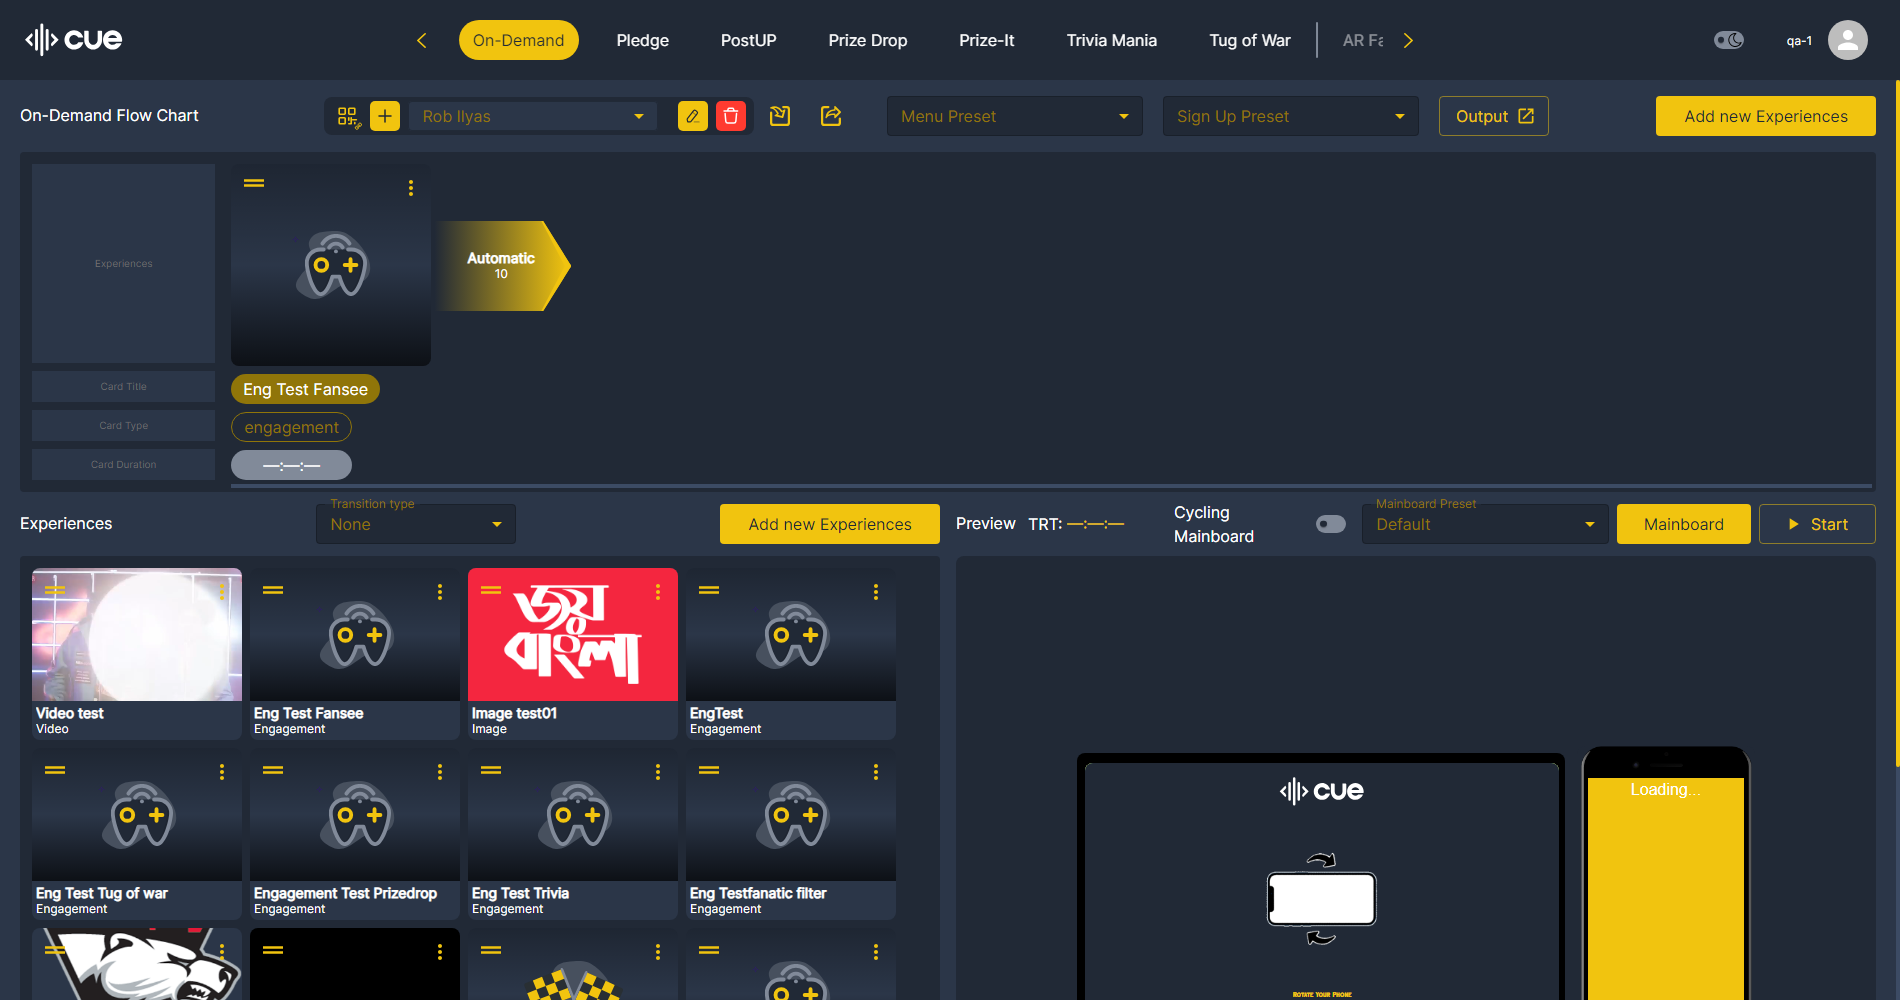 cue
On-Demand
Pledge
PostUP
Prize Drop
Prize-It
Trivia Mania
Tug of War
AR Fa
qa-1
On-Demand Flow Chart
Rob Ilyas
Menu Preset
Sign Up Preset
Output
Add new Experiences
Experiences
Automatic
10
Card Title
Eng Test Fansee
Card Type
engagement
Card Duration
—:—:—
Experiences
Transition type
None
Add new Experiences
Preview
TRT: —:—:—
Cycling
Mainboard
Mainboard Preset
Default
Mainboard
Start
জয়
বাংলা
Video test
Video
Eng Test Fansee
Engagement
Image test01
Image
EngTest
Engagement
Eng Test Tug of war
Engagement
Engagement Test Prizedrop
Engagement
Eng Test Trivia
Engagement
Eng Testfanatic filter
Engagement
cue
Rotate Your Phone
Loading...